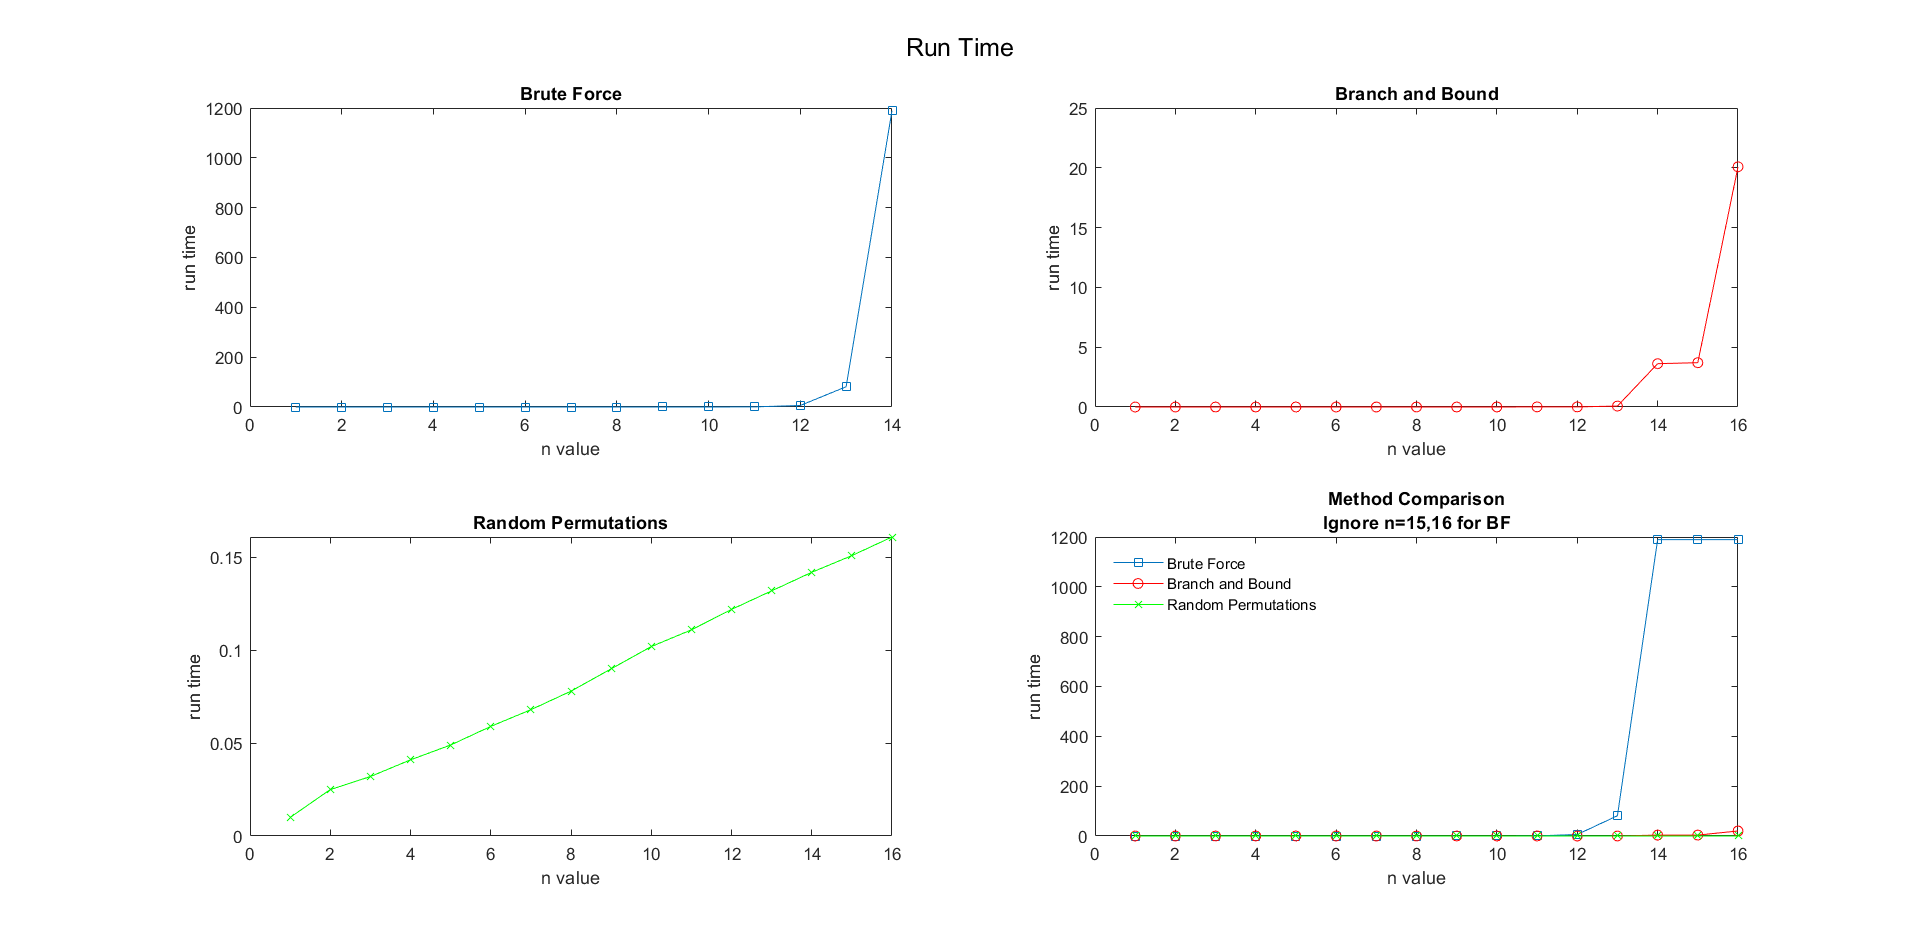 Run Time
Brute Force
1200
1000
800
600
400
200
0
run time
0 2 4 6 8 10 12 14
n value
Branch and Bound
25
20
15
10
5
0
run time
0 2 4 6 8 10 12 14 16
n value
Random Permutations
0.15
0.1
0.05
0
run time
0 2 4 6 8 10 12 14 16
n value
Method Comparison
Ignore n=15,16 for BF
1200
1000
800
600
400
200
0
run time
Brute Force
Branch and Bound
Random Permutations
0 2 4 6 8 10 12 14 16
n value